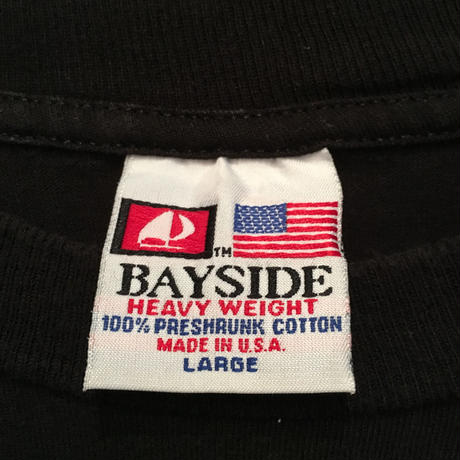 TM
BAYSIDE
HEAVY WEIGHT
100% PRESHRUNK COTTON
MADE IN U.S.A.
LARGE